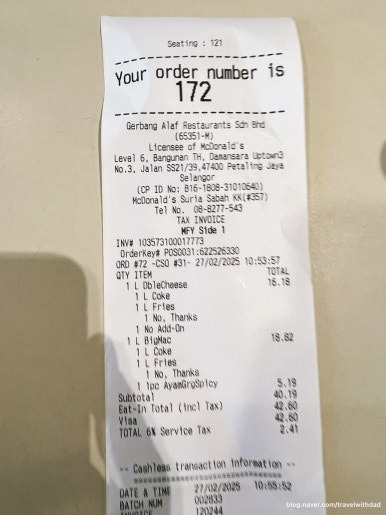 Seating : 121
Your order number is
172
Gerbang Alaf Restaurants Sdn Bhd
(65351-M)
Licensee of McDonald's
Level 6, Bangunan TH, Damansara Uptown3
No.3, Jalan SS21/39,47400 Petaling Jaya
Selangor
(CP ID No: B16-1808-31010640)
McDonald's Suria Sabah KK(#357)
Tel No. 08-8277-543
TAX INVOICE
MFY Side 1
INV# 103573100017773
OrderKey# POS0031:622526330
ORD #72 -CSO #31- 27/02/2025 10:53:57
QTY ITEM TOTAL
1 L DbleCheese 16.18
1 L Coke
1 L Fries
1 No, Thanks
1 No Add-On
1 L BigMac 18.82
1 L Coke
1 L Fries
1 No, Thanks
1 1pc AyamGrgSpicy 5.19
Subtotal 40.19
Eat-In Total (incl Tax) 42.60
Visa 42.60
TOTAL 6% Service Tax 2.41
-- Cashless transaction information --
DATE & TIME 27/02/2025 10:55:52
BATCH NUM 002833
INVOICE 120244
blog.naver.com/travelwithdad